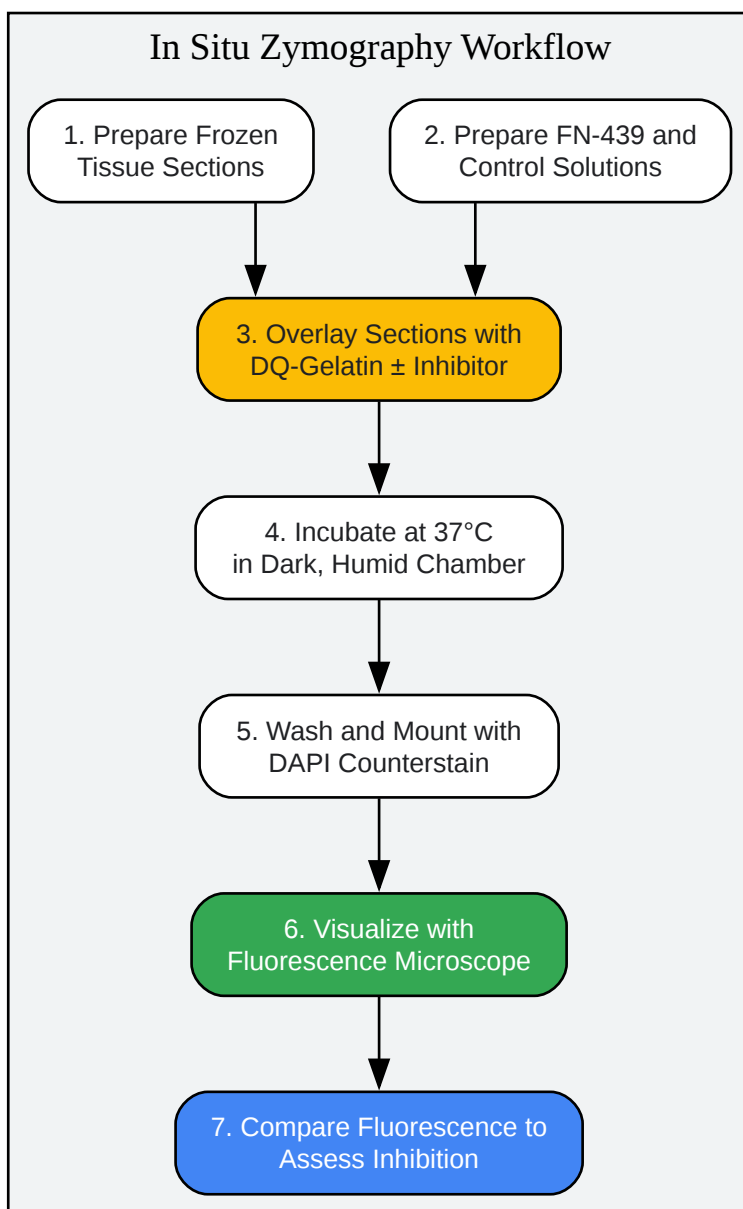 In Situ Zymography Workflow
1. Prepare Frozen
Tissue Sections
2. Prepare FN-439 and
Control Solutions
3. Overlay Sections with
DQ-Gelatin ± Inhibitor
4. Incubate at 37°C
in Dark, Humid Chamber
5. Wash and Mount with
DAPI Counterstain
6. Visualize with
Fluorescence Microscope
7. Compare Fluorescence to
Assess Inhibition